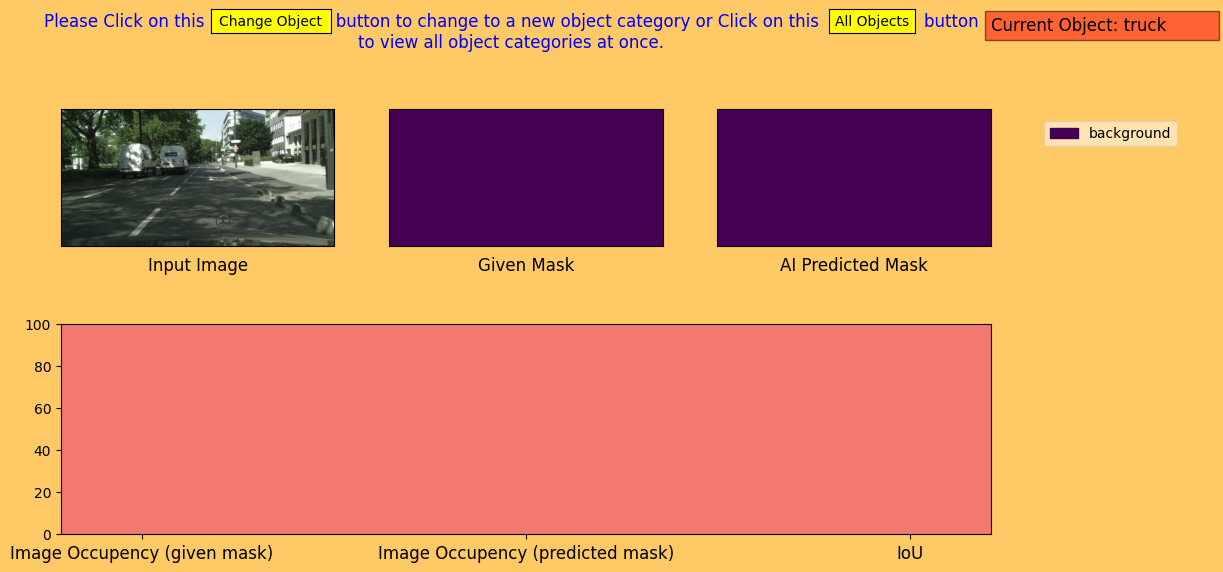 Please Click on this Change Object button to change to a new object category or Click on this All Objects button
to view all object categories at once.
Current Object: truck
background
Input Image
Given Mask
AI Predicted Mask
100
80
60
40
20
0
Image Occupancy (given mask)
Image Occupancy (predicted mask)
IoU